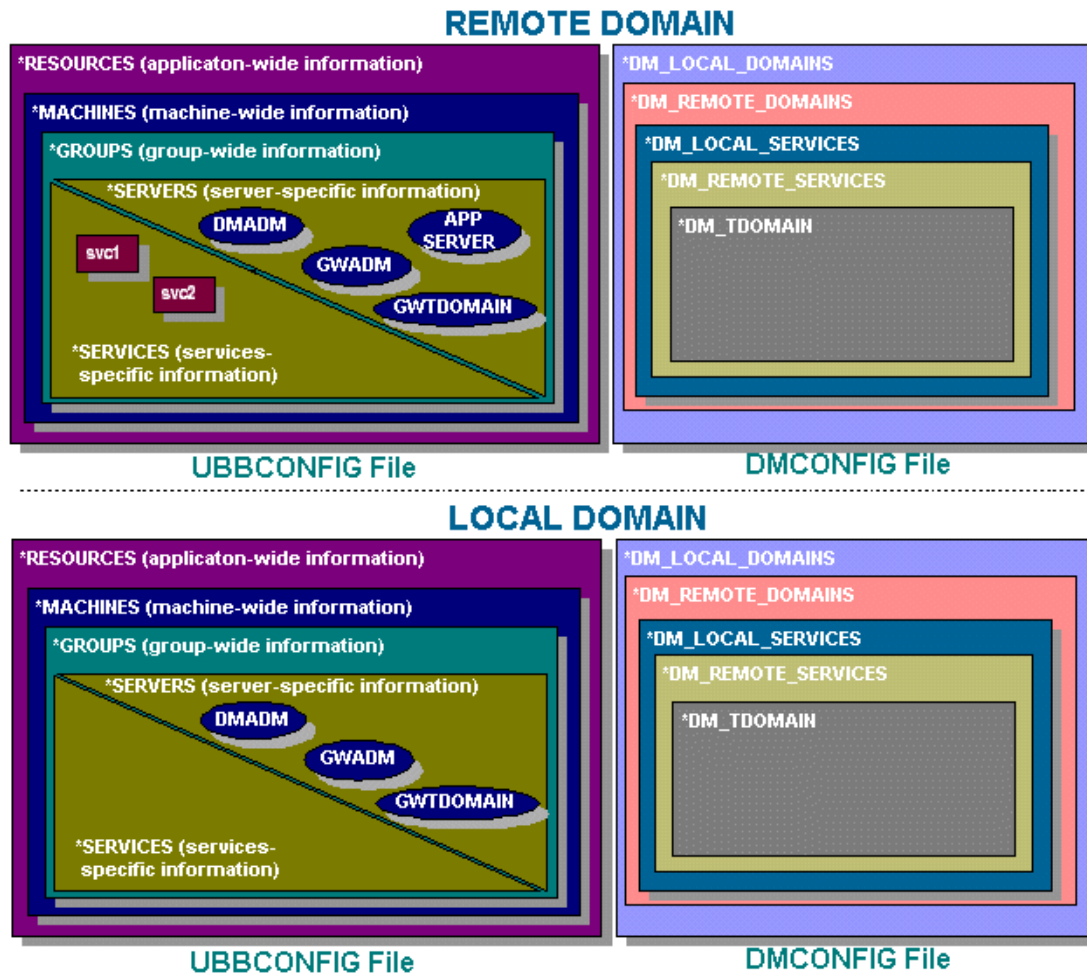 REMOTE DOMAIN
*RESOURCES (applicaton-wide information)
*MACHINES (machine-wide information)
*GROUPS (group-wide information)
*SERVERS (server-specific information)
DMADM
APP
SERVER
GWADM
GWTDOMAIN
svc1
svc2
*SERVICES (services-
specific information)
UBBCONFIG File
*DM_LOCAL_DOMAINS
*DM_REMOTE_DOMAINS
*DM_LOCAL_SERVICES
*DM_REMOTE_SERVICES
*DM_TDOMAIN
DMCONFIG File
LOCAL DOMAIN
*RESOURCES (applicaton-wide information)
*MACHINES (machine-wide information)
*GROUPS (group-wide information)
*SERVERS (server-specific information)
DMADM
GWADM
GWTDOMAIN
*SERVICES (services-
specific information)
UBBCONFIG File
*DM_LOCAL_DOMAINS
*DM_REMOTE_DOMAINS
*DM_LOCAL_SERVICES
*DM_REMOTE_SERVICES
*DM_TDOMAIN
DMCONFIG File